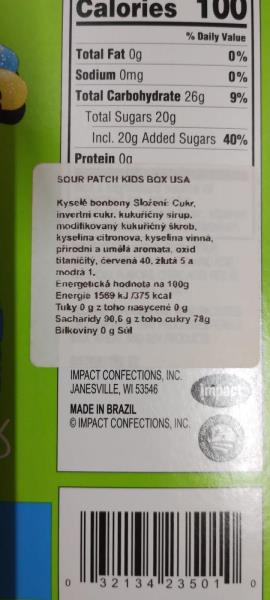 Calories 100
% Daily Value
Total Fat 0g 0%
Sodium 0mg 0%
Total Carbohydrate 26g 9%
Total Sugars 20g
Incl. 20g Added Sugars 40%
Protein 0g
SOUR PATCH KIDS BOX USA
Kyselé bonbony Složení: Cukr,
invertní cukr, kukuřičný sirup,
modifikovaný kukuřičný škrob,
kyselina citronova, kyselina vinná,
přírodní a umělá aromata, oxid
titaničitý, červená 40, žlutá 5 a
modrá 1.
Energetická hodnota na 100g
Energie 1569 kJ /375 kcal
Tuky 0 g z toho nasycené 0 g
Sacharidy 90,6 g z toho cukry 78g
Bílkoviny 0 g Sůl
IMPACT CONFECTIONS, INC.
JANESVILLE, WI 53546
Impact
MADE IN BRAZIL
© IMPACT CONFECTIONS, INC.
0 32134 23501 0